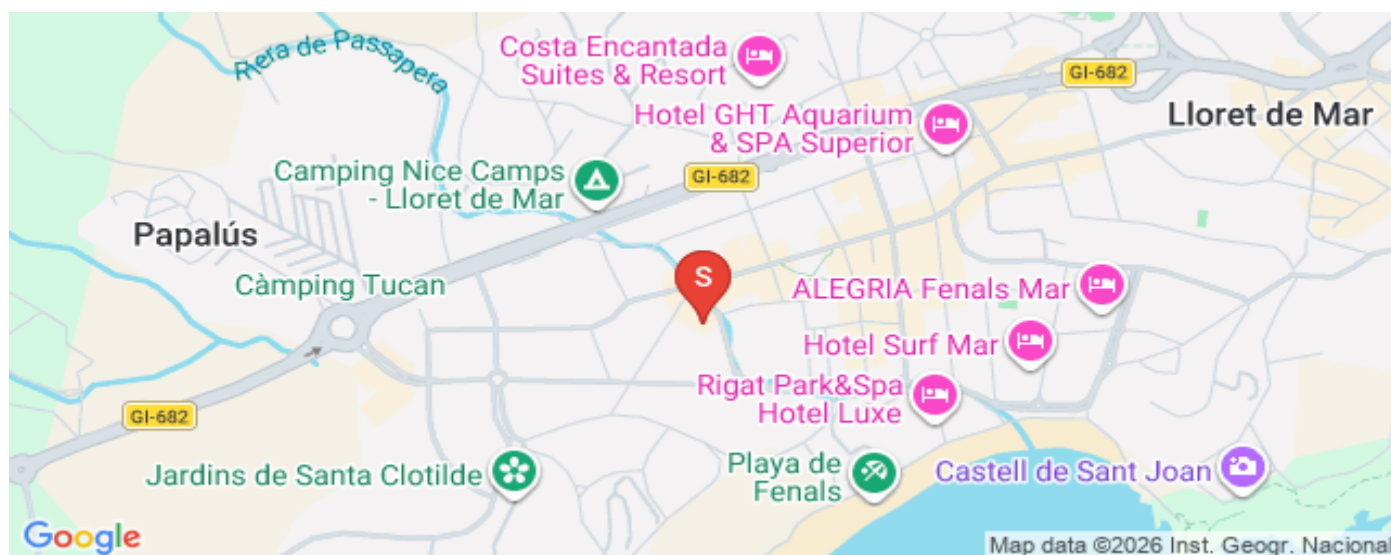 Riera de Passapera
Costa Encantada
Suites & Resort
GI-682
Hotel GHT Aquarium
& SPA Superior
Lloret de Mar
Camping Nice Camps
- Lloret de Mar
GI-682
Papalús
Càmping Tucan
S
ALEGRIA Fenals Mar
Hotel Surf Mar
Rigat Park&Spa
Hotel Luxe
GI-682
Jardins de Santa Clotilde
Playa de
Fenals
Castell de Sant Joan
Google
Map data ©2026 Inst. Geogr. Nacional